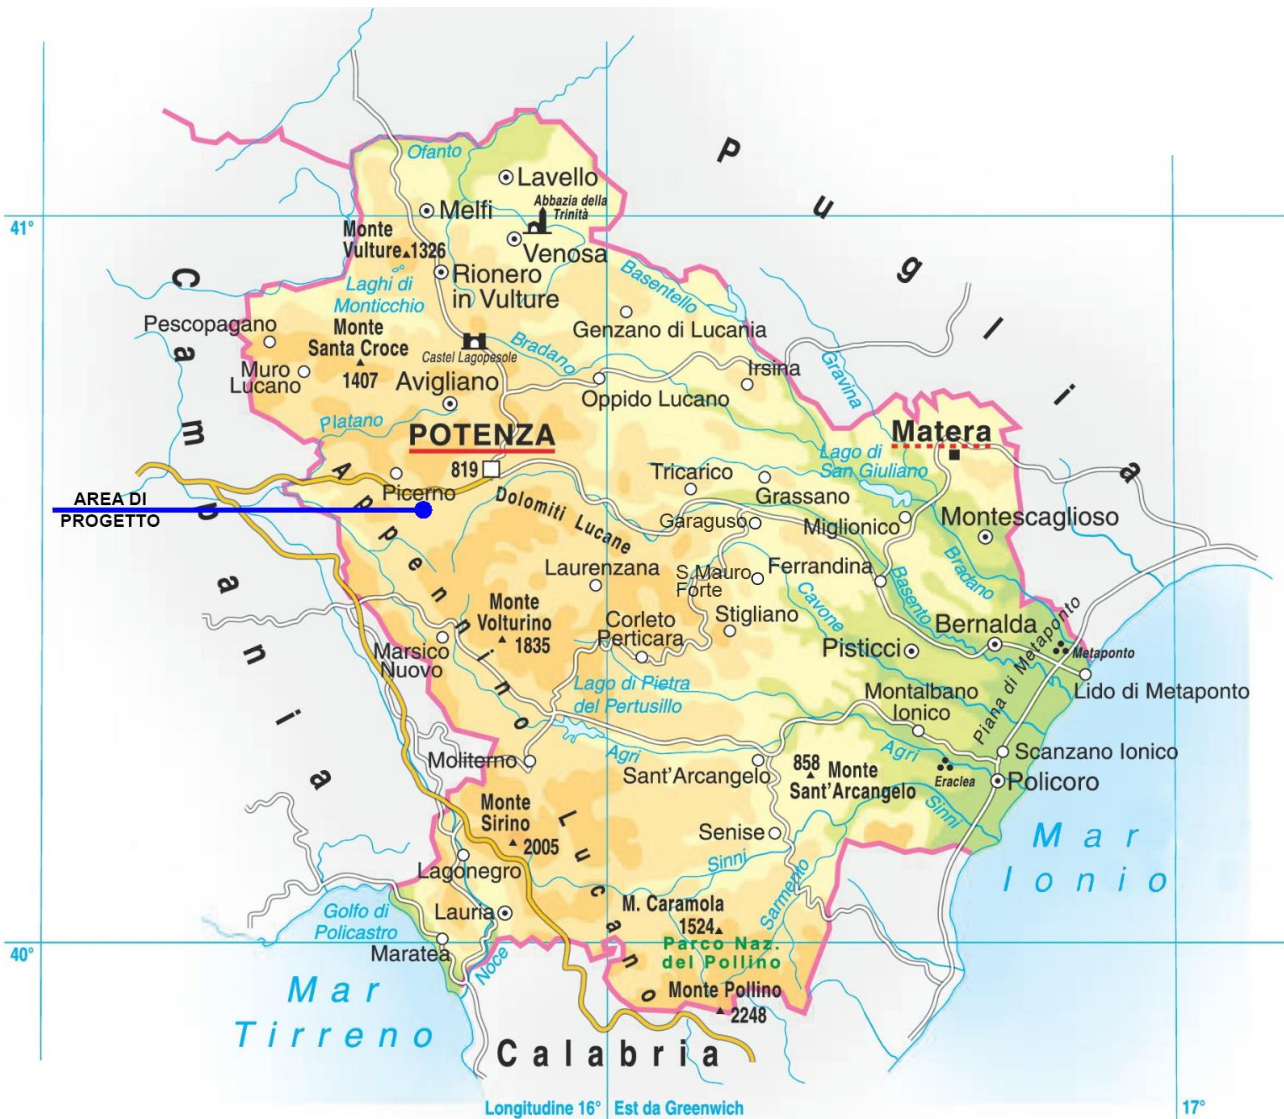 Puglia
Ofanto
Lavello
Abbazia della
Trinità
Melfi
41°
Monte
Vulture 1326
Venosa
Campania
Rionero
in Vulture
Laghi di
Monticchio
Basentello
Pescopagano
Monte
Santa Croce
1407
Genzano di Lucania
Castel Lagopesole
Bradano
Muro
Lucano
Avigliano
Irsina
Gravina
Oppido Lucano
Platano
POTENZA
819
Matera
Lago di
San Giuliano
Appennino Lucano
Picerno
Tricarico
Grassano
AREA DI
PROGETTO
Dolomiti Lucane
Garaguso
Miglionico
Montescaglioso
Laurenzana
S. Mauro
Forte
Ferrandina
Bradano
Basento
Cavone
Monte
Volturino
1835
Corleto
Perticara
Stigliano
Bernalda
Piana di Metaponto
Metaponto
Marsico
Nuovo
Pisticci
Lago di Pietra
del Pertusillo
Montalbano
Ionico
Lido di Metaponto
Moliterno
Agri
Sant'Arcangelo
858
Monte
Sant'Arcangelo
Agri
Eraclea
Scanzano Ionico
Policoro
Monte
Sirino
2005
Senise
Sinni
Sinni
Mar
Ionio
Lagonegro
Sarmento
Golfo di
Policastro
Lauria
M. Caramola
1524
40°
Maratea
Noce
Parco Naz.
del Pollino
Mar
Tirreno
Monte Pollino
2248
Calabria
Longitudine 16° Est da Greenwich
17°